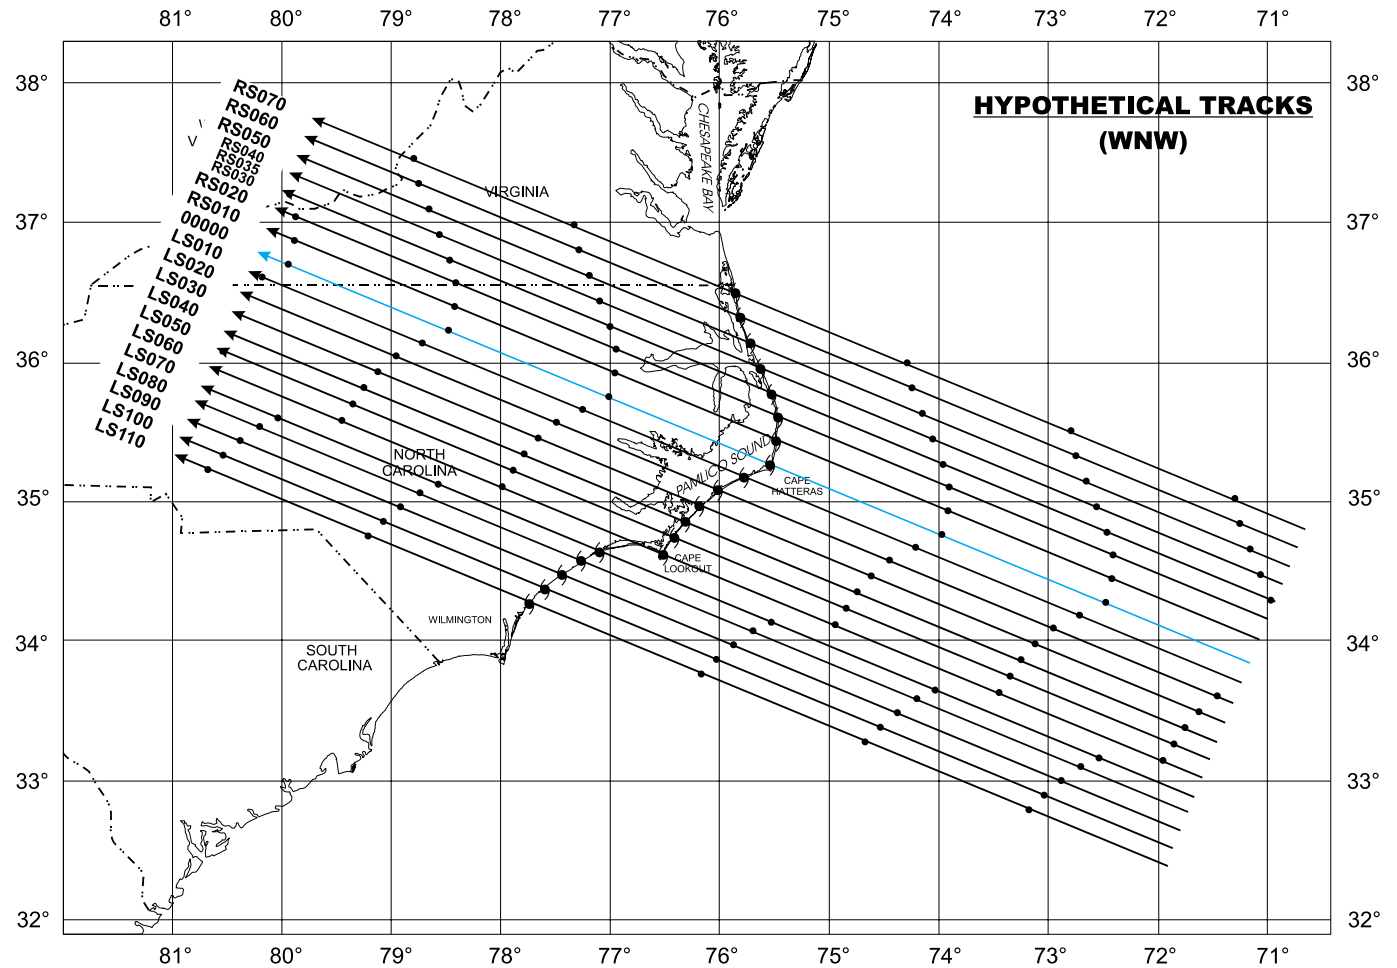 81° 80° 79° 78° 77° 76° 75° 74° 73° 72° 71°
38° 38°
HYPOTHETICAL TRACKS
(WNW)
RS070
RS060
RS050
RS040
RS035
RS030
RS020
RS010
00000
LS010
LS020
LS030
LS040
LS050
LS060
LS070
LS080
LS090
LS100
LS110
V
V
CHESAPEAKE BAY
VIRGINIA
37° 37°
36° 36°
PAMLICO SOUND
NORTH
CAROLINA
CAPE
HATTERAS
35° 35°
CAPE
LOOKOUT
WILMINGTON
34° 34°
SOUTH
CAROLINA
33° 33°
32° 32°
81° 80° 79° 78° 77° 76° 75° 74° 73° 72° 71°